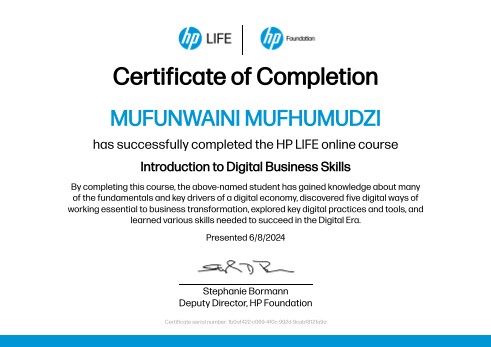 hp LIFE hp Foundation
Certificate of Completion
MUFUNWAINI MUFHUMUDZI
has successfully completed the HP LIFE online course
Introduction to Digital Business Skills
By completing this course, the above-named student has gained knowledge about many
of the fundamentals and key drivers of a digital economy, discovered five digital ways of
working essential to business transformation, explored key digital practices and tools, and
learned various skills needed to succeed in the Digital Era.
Presented 6/8/2024
Stephanie Bormann
Deputy Director, HP Foundation
Certificate serial number: